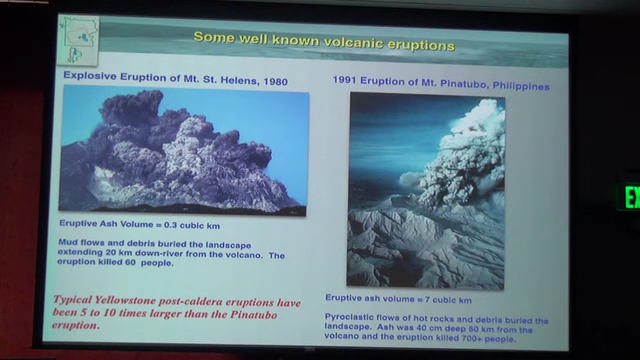 Some well known volcanic eruptions
Explosive Eruption of Mt. St. Helens, 1980
Eruptive Ash Volume = 0.3 cubic km
Mud flows and debris buried the landscape
extending 20 km down-river from the volcano. The
eruption killed 60 people.
Typical Yellowstone post-caldera eruptions have
been 5 to 10 times larger than the Pinatubo
eruption.
1991 Eruption of Mt. Pinatubo, Philippines
Eruptive ash volume = 7 cubic km
Pyroclastic flows of hot rocks and debris buried the
landscape. Ash was 40 cm deep 60 km from the
volcano and the eruption killed 700+ people.
EX